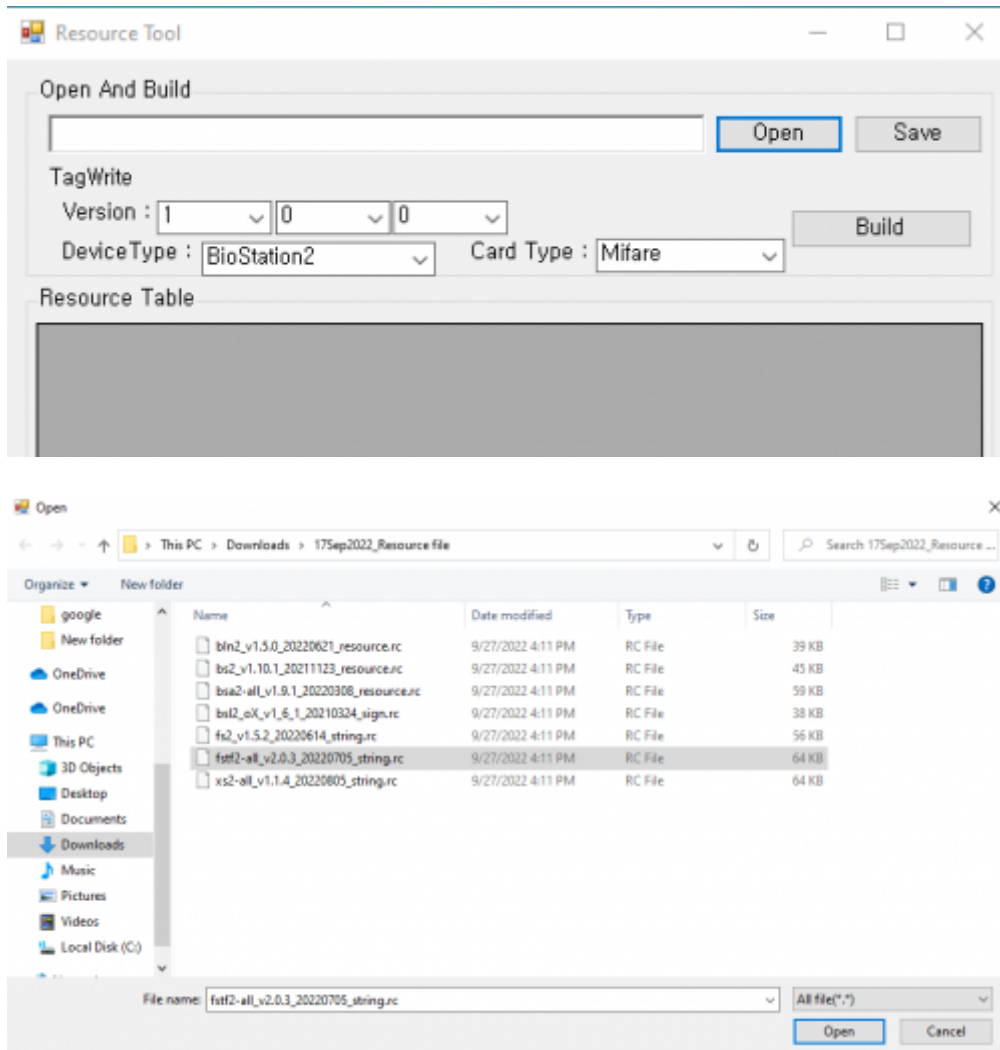 Resource Tool
Open And Build
Open Save
TagWrite
Version : 1 0 0
Build
DeviceType : BioStation2 Card Type : Mifare
Resource Table
Open
This PC > Downloads > 17Sep2022_Resource file
Search 17Sep2022_Resource ...
Organize New folder
Name Date modified Type Size
google
New folder
OneDrive
OneDrive
This PC
3D Objects
Desktop
Documents
Downloads
Music
Pictures
Videos
Local Disk (C:)
bln2_v1.5.0_20220621_resource.rc 9/27/2022 4:11 PM RC File 39 KB
bs2_v1.10.1_20211123_resource.rc 9/27/2022 4:11 PM RC File 45 KB
bsa2-all_v1.9.1_20220308_resource.rc 9/27/2022 4:11 PM RC File 59 KB
bsl2_oX_v1_6_1_20210324_sign.rc 9/27/2022 4:11 PM RC File 38 KB
fs2_v1.5.2_20220614_string.rc 9/27/2022 4:11 PM RC File 56 KB
fstf2-all_v2.0.3_20220705_string.rc 9/27/2022 4:11 PM RC File 64 KB
xs2-all_v1.1.4_20220805_string.rc 9/27/2022 4:11 PM RC File 64 KB
File name: fstf2-all_v2.0.3_20220705_string.rc All file(*.*)
Open Cancel